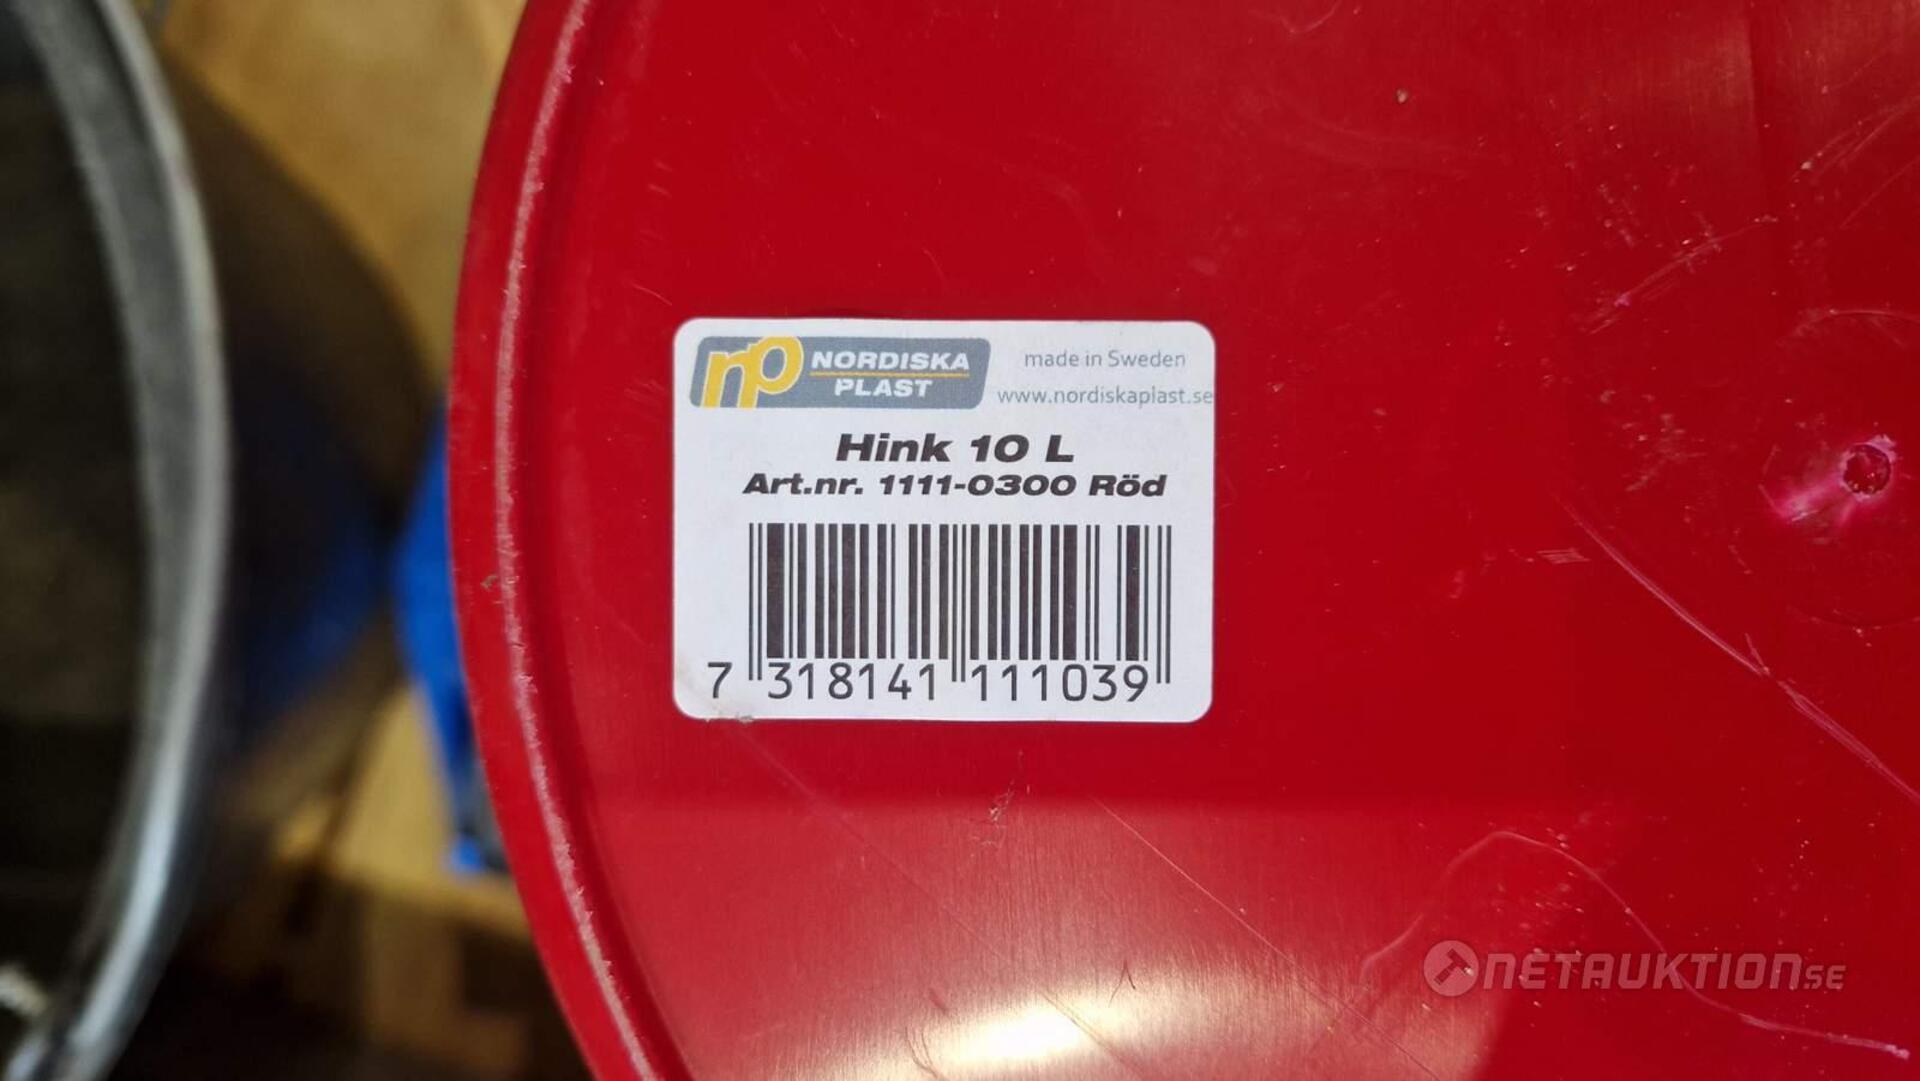 np NORDISKA PLAST
made in Sweden
www.nordiskaplast.se
Hink 10 L
Art.nr. 1111-0300 Röd
7 318141 111039
NETAUKTION.SE